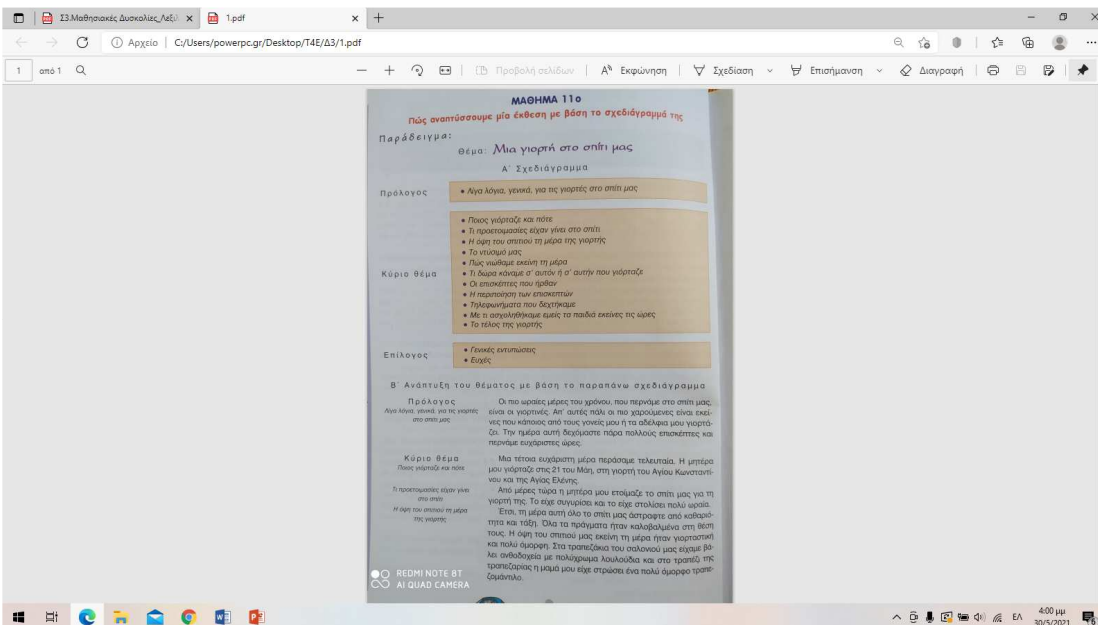 Σ3.Μαθησιακές Δυσκολίες_Λεξιλ
1.pdf
Αρχείο | C:/Users/powerpc.gr/Desktop/T4E/Δ3/1.pdf
1 από 1
Προβολή σελίδων
Εκφώνηση
Σχεδίαση
Επισήμανση
Διαγραφή
ΜΑΘΗΜΑ 11ο
Πώς αναπτύσσουμε μία έκθεση με βάση το σχεδιάγραμμά της
Παράδειγμα:
Θέμα: Μια γιορτή στο σπίτι μας
Α΄ Σχεδιάγραμμα
Πρόλογος
• Λίγα λόγια, γενικά, για τις γιορτές στο σπίτι μας
Κύριο θέμα
• Ποιος γιόρταζε και πότε
• Τι προετοιμασίες είχαν γίνει στο σπίτι
• Η όψη του σπιτιού τη μέρα της γιορτής
• Το ντύσιμό μας
• Πώς νιώθαμε εκείνη τη μέρα
• Τι δώρα κάναμε σ' αυτόν ή σ' αυτήν που γιόρταζε
• Οι επισκέπτες που ήρθαν
• Η περιποίηση των επισκεπτών
• Τηλεφωνήματα που δεχτήκαμε
• Με τι ασχοληθήκαμε εμείς τα παιδιά εκείνες τις ώρες
• Το τέλος της γιορτής
Επίλογος
• Γενικές εντυπώσεις
• Ευχές
Β΄ Ανάπτυξη του θέματος με βάση το παραπάνω σχεδιάγραμμα
Πρόλογος
Λίγα λόγια, γενικά, για τις γιορτές
στο σπίτι μας
Οι πιο ωραίες μέρες του χρόνου, που περνάμε στο σπίτι μας,
είναι οι γιορτινές. Απ' αυτές πάλι οι πιο χαρούμενες είναι εκεί-
νες που κάποιος από τους γονείς μου ή τα αδέλφια μου γιορτά-
ζει. Την ημέρα αυτή δεχόμαστε πάρα πολλούς επισκέπτες και
περνάμε ευχάριστες ώρες.
Κύριο θέμα
Ποιος γιόρταζε και πότε
Μια τέτοια ευχάριστη μέρα περάσαμε τελευταία. Η μητέρα
μου γιόρταζε στις 21 του Μάη, στη γιορτή του Αγίου Κωνσταντί-
νου και της Αγίας Ελένης.
Τι προετοιμασίες είχαν γίνει
στο σπίτι
Από μέρες τώρα η μητέρα μου ετοίμαζε το σπίτι μας για τη
γιορτή της. Το είχε συγυρίσει και το είχε στολίσει πολύ ωραία.
Η όψη του σπιτιού τη μέρα
της γιορτής
Έτσι, τη μέρα αυτή όλο το σπίτι μας άστραφτε από καθαριό-
τητα και τάξη. Όλα τα πράγματα ήταν καλοβαλμένα στη θέση
τους. Η όψη του σπιτιού μας εκείνη τη μέρα ήταν γιορταστική
και πολύ όμορφη. Στα τραπεζάκια του σαλονιού μας είχαμε βά-
λει ανθοδοχεία με πολύχρωμα λουλούδια και στο τραπέζι της
τραπεζαρίας η μαμά μου είχε στρώσει ένα πολύ όμορφο τραπε-
ζομάντιλο.
REDMI NOTE 8T
AI QUAD CAMERA
ΕΛ
4:00 μμ
30/5/2021